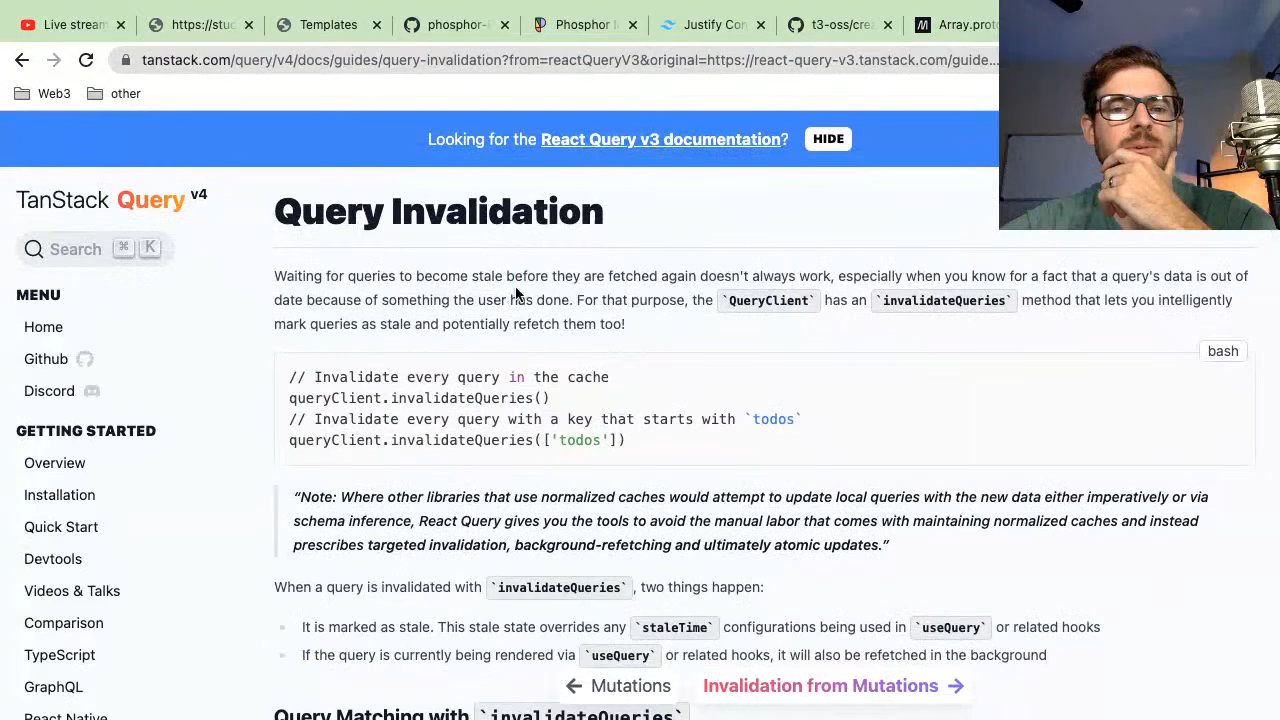 Live stream
https://stud
Templates
phosphor-
Phosphor I
Justify Con
t3-oss/crea
Array.proto
tanstack.com/query/v4/docs/guides/query-invalidation?from=reactQueryV3&original=https://react-query-v3.tanstack.com/guide...
Web3
other
Looking for the React Query v3 documentation?
HIDE
TanStack Query v4
Search ⌘ K
MENU
Home
Github
Discord
GETTING STARTED
Overview
Installation
Quick Start
Devtools
Videos & Talks
Comparison
TypeScript
GraphQL
React Native
Query Invalidation
Waiting for queries to become stale before they are fetched again doesn't always work, especially when you know for a fact that a query's data is out of
date because of something the user has done. For that purpose, the `QueryClient` has an `invalidateQueries` method that lets you intelligently
mark queries as stale and potentially refetch them too!
bash
// Invalidate every query in the cache
queryClient.invalidateQueries()
// Invalidate every query with a key that starts with `todos`
queryClient.invalidateQueries(['todos'])
“Note: Where other libraries that use normalized caches would attempt to update local queries with the new data either imperatively or via
schema inference, React Query gives you the tools to avoid the manual labor that comes with maintaining normalized caches and instead
prescribes targeted invalidation, background-refetching and ultimately atomic updates.”
When a query is invalidated with `invalidateQueries`, two things happen:
It is marked as stale. This stale state overrides any `staleTime` configurations being used in `useQuery` or related hooks
If the query is currently being rendered via `useQuery` or related hooks, it will also be refetched in the background
← Mutations
Invalidation from Mutations →
Query Matching with `invalidateQueries`